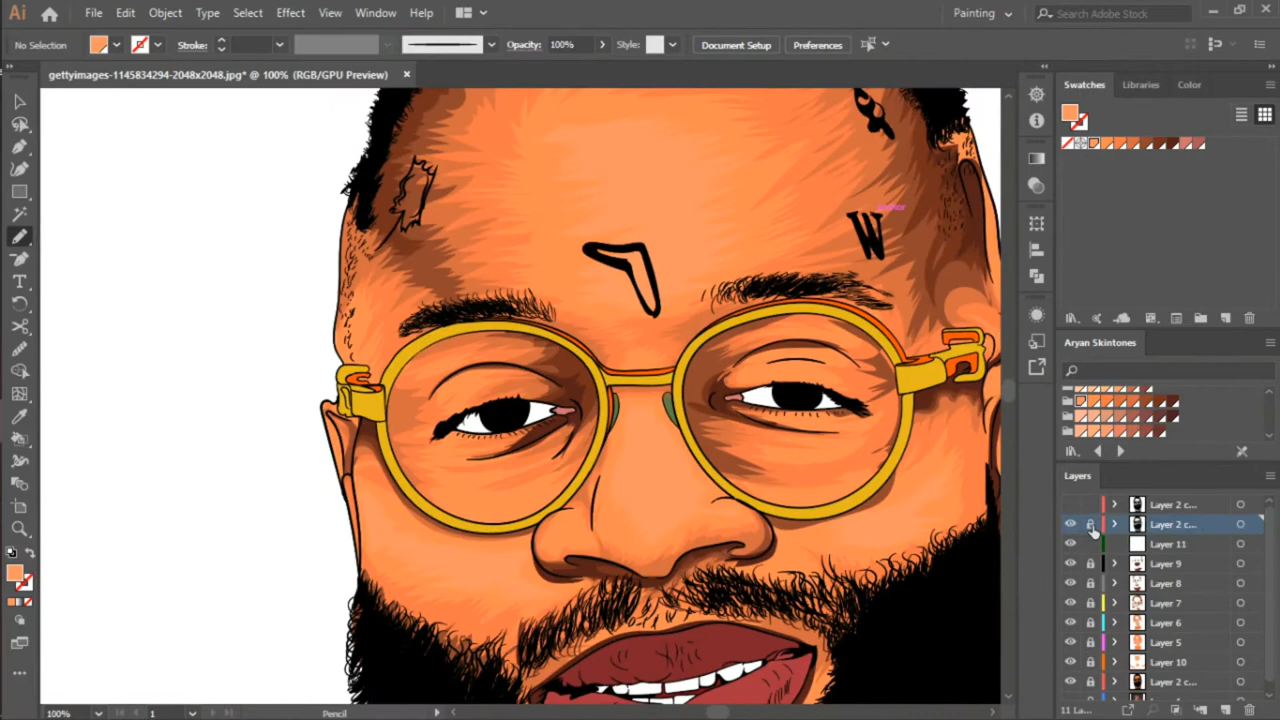 Ai File Edit Object Type Select Effect View Window Help Painting Search Adobe Stock
No Selection Stroke: Opacity: 100% Style: Document Setup Preferences
gettyimages-1145834294-2048x2048.jpg* @ 100% (RGB/GPU Preview) ×
Swatches Libraries Color
W
Aryan Skintones
Layers
Layer 2 c...
Layer 2 c...
Layer 11
Layer 9
Layer 8
Layer 7
Layer 6
Layer 5
Layer 10
Layer 2 c...
11 La...
100% 1 Pencil